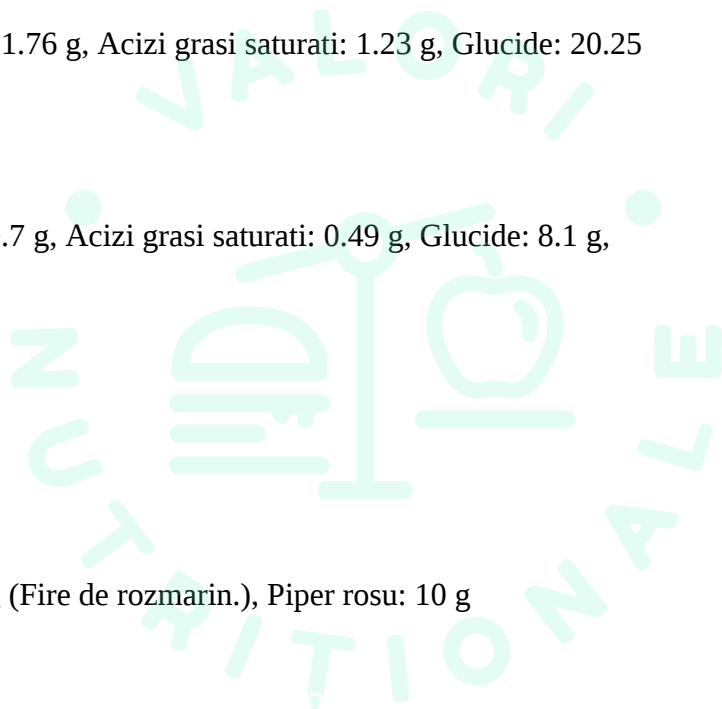 1.76 g, Acizi grasi saturati: 1.23 g, Glucide: 20.25
.7 g, Acizi grasi saturati: 0.49 g, Glucide: 8.1 g,
(Fire de rozmarin.), Piper rosu: 10 g
VALORI
NUTRITIONALE